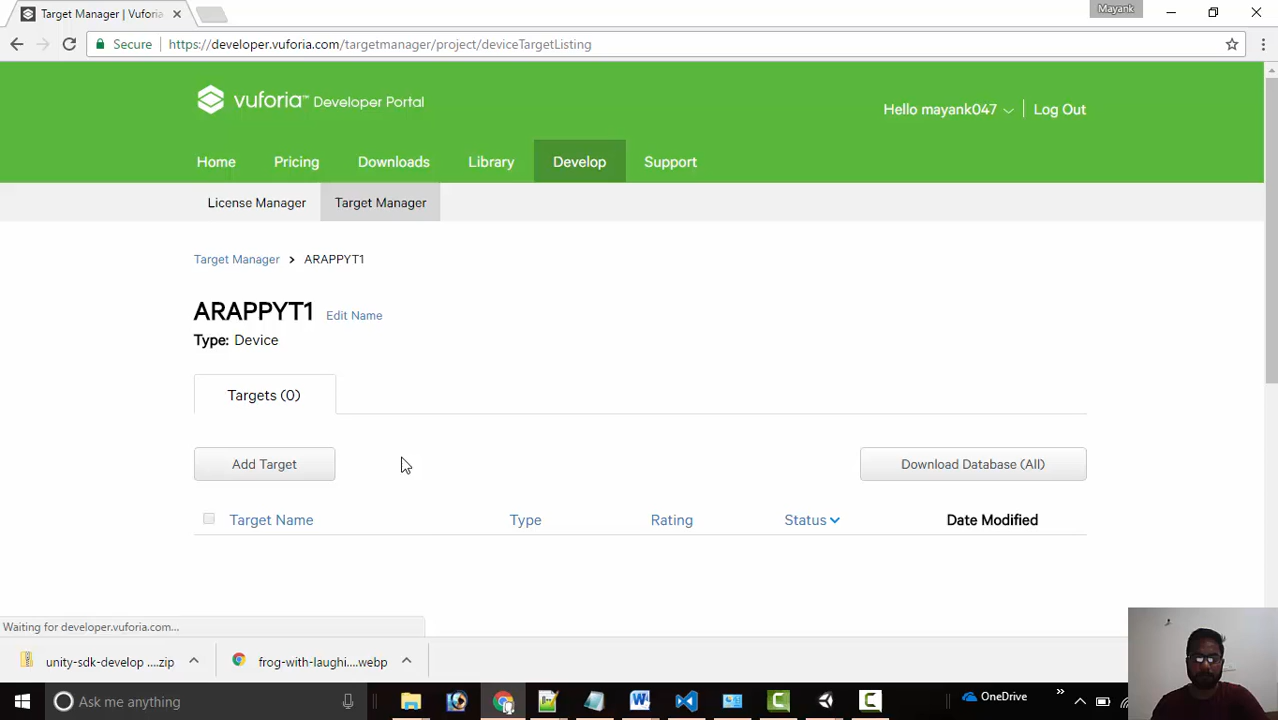 Target Manager | Vuforia
Mayank
Secure
https://developer.vuforia.com/targetmanager/project/deviceTargetListing
vuforia™ Developer Portal
Hello mayank047
Log Out
Home
Pricing
Downloads
Library
Develop
Support
License Manager
Target Manager
Target Manager > ARAPPYT1
ARAPPYT1 Edit Name
Type: Device
Targets (0)
Add Target
Download Database (All)
Target Name
Type
Rating
Status
Date Modified
Waiting for developer.vuforia.com...
unity-sdk-develop ....zip
frog-with-laughi....webp
Ask me anything
OneDrive